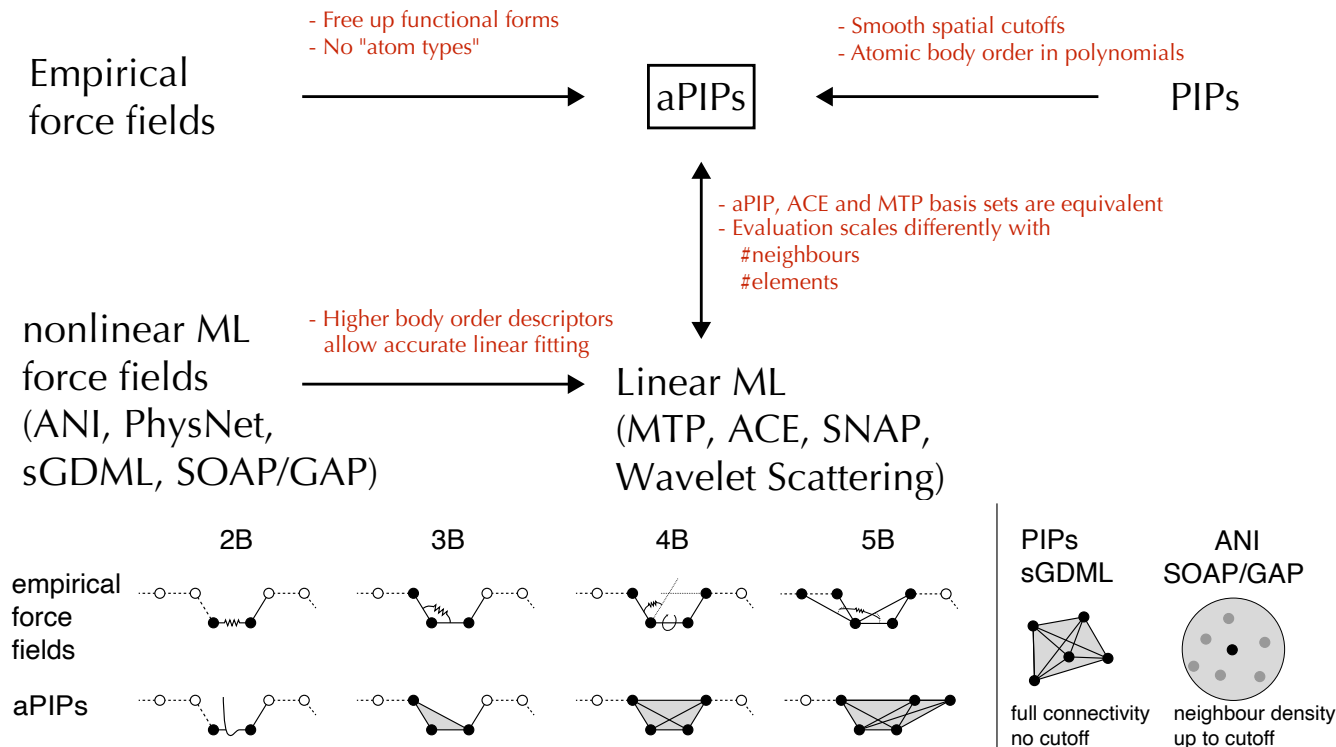 - Free up functional forms
- No "atom types"
- Smooth spatial cutoffs
- Atomic body order in polynomials
Empirical
force fields
aPIPs
PIPs
- aPIP, ACE and MTP basis sets are equivalent
- Evaluation scales differently with
#neighbours
#elements
nonlinear ML
force fields
(ANI, PhysNet,
sGDML, SOAP/GAP)
- Higher body order descriptors
allow accurate linear fitting
Linear ML
(MTP, ACE, SNAP,
Wavelet Scattering)
2B
3B
4B
5B
empirical
force
fields
aPIPs
PIPs
sGDML
ANI
SOAP/GAP
full connectivity
no cutoff
neighbour density
up to cutoff